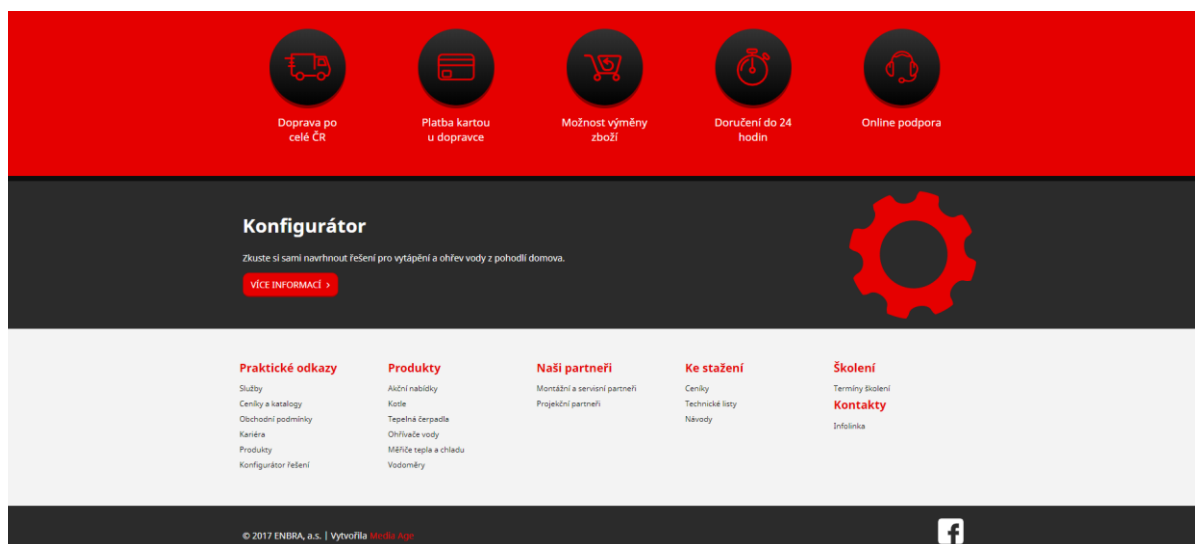 Doprava po
celé ČR
Platba kartou
u dopravce
Možnost výměny
zboží
Doručení do 24
hodin
Online podpora
Konfigurátor
Zkuste si sami navrhnout řešení pro vytápění a ohřev vody z pohodlí domova.
VÍCE INFORMACÍ ›
Praktické odkazy
Služby
Ceníky a katalogy
Obchodní podmínky
Kariéra
Produkty
Konfigurátor řešení
Produkty
Akční nabídky
Kotle
Tepelná čerpadla
Ohřívače vody
Měřiče tepla a chladu
Vodoměry
Naši partneři
Montážní a servisní partneři
Projekční partneři
Ke stažení
Ceníky
Technické listy
Návody
Školení
Termíny školení
Kontakty
Infolinka
© 2017 ENBRA, a.s. | Vytvořila Media Age